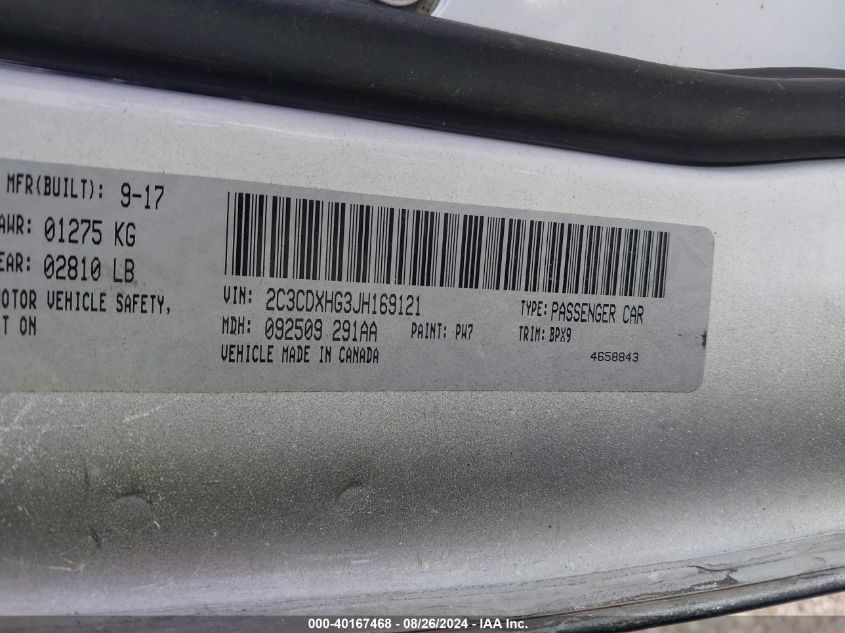 MFR(BUILT): 9-17
AWR: 01275 KG
EAR: 02810 LB
MOTOR VEHICLE SAFETY,
T ON
VIN: 2C3CDXHG3JH169121
TYPE: PASSENGER CAR
MDH: 092509 291AA
PAINT: PW7
TRIM: BPX9
VEHICLE MADE IN CANADA
4658843
000-40167468 - 08/26/2024 - IAA Inc.